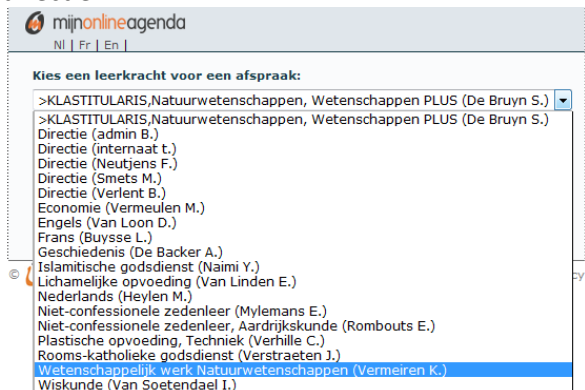 mijnonlineagenda
Nl | Fr | En |
Kies een leerkracht voor een afspraak:
>KLASTITULARIS,Natuurwetenschappen, Wetenschappen PLUS (De Bruyn S.)
>KLASTITULARIS,Natuurwetenschappen, Wetenschappen PLUS (De Bruyn S.)
Directie (admin B.)
Directie (internaat t.)
Directie (Neutjens F.)
Directie (Smets M.)
Directie (Verlent B.)
Economie (Vermeulen M.)
Engels (Van Loon D.)
Frans (Buysse L.)
Geschiedenis (De Backer A.)
Islamitische godsdienst (Naimi Y.)
Lichamelijke opvoeding (Van Linden E.)
Nederlands (Heylen M.)
Niet-confessionele zedenleer (Mylemans E.)
Niet-confessionele zedenleer, Aardrijkskunde (Rombouts E.)
Plastische opvoeding, Techniek (Verhille C.)
Rooms-katholieke godsdienst (Verstraeten J.)
Wetenschappelijk werk Natuurwetenschappen (Vermeiren K.)
Wiskunde (Van Soetendael I.)
©